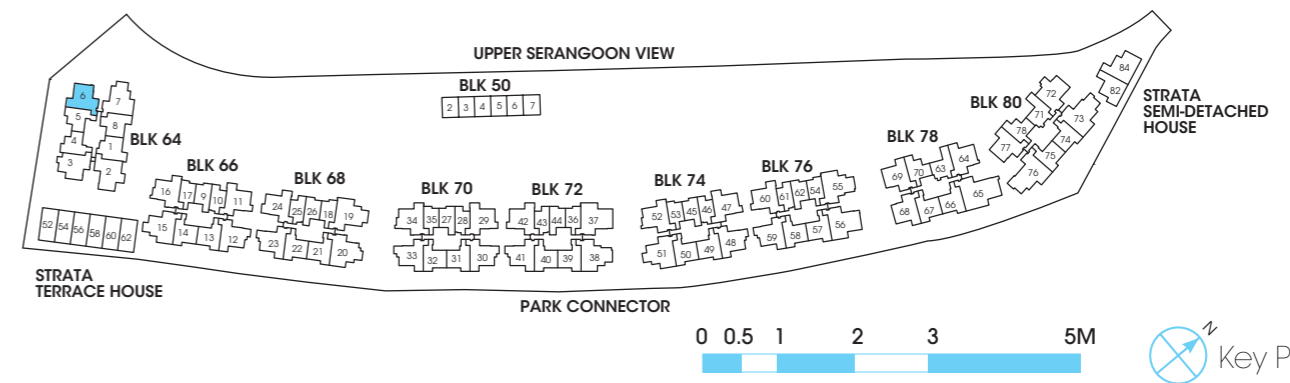 UPPER SERANGOON VIEW
BLK 50
2 3 4 5 6 7
84
82
STRATA
SEMI-DETACHED
HOUSE
BLK 80
72
71
73
78
74
77
75
76
6
7
5
8
4
1
3
2
BLK 64
BLK 66
16 17 9 10 11
15 14 13 12
BLK 68
24 25 26 18 19
23 22 21 20
BLK 70
34 35 27 28 29
33 32 31 30
BLK 72
42 43 44 36 37
41 40 39 38
BLK 74
52 53 45 46 47
51 50 49 48
BLK 76
60 61 62 54 55
59 58 57 56
BLK 78
69 70 63 64
68 67 66 65
52 54 56 58 60 62
STRATA
TERRACE HOUSE
PARK CONNECTOR
0 0.5 1 2 3 5M
N
Key P